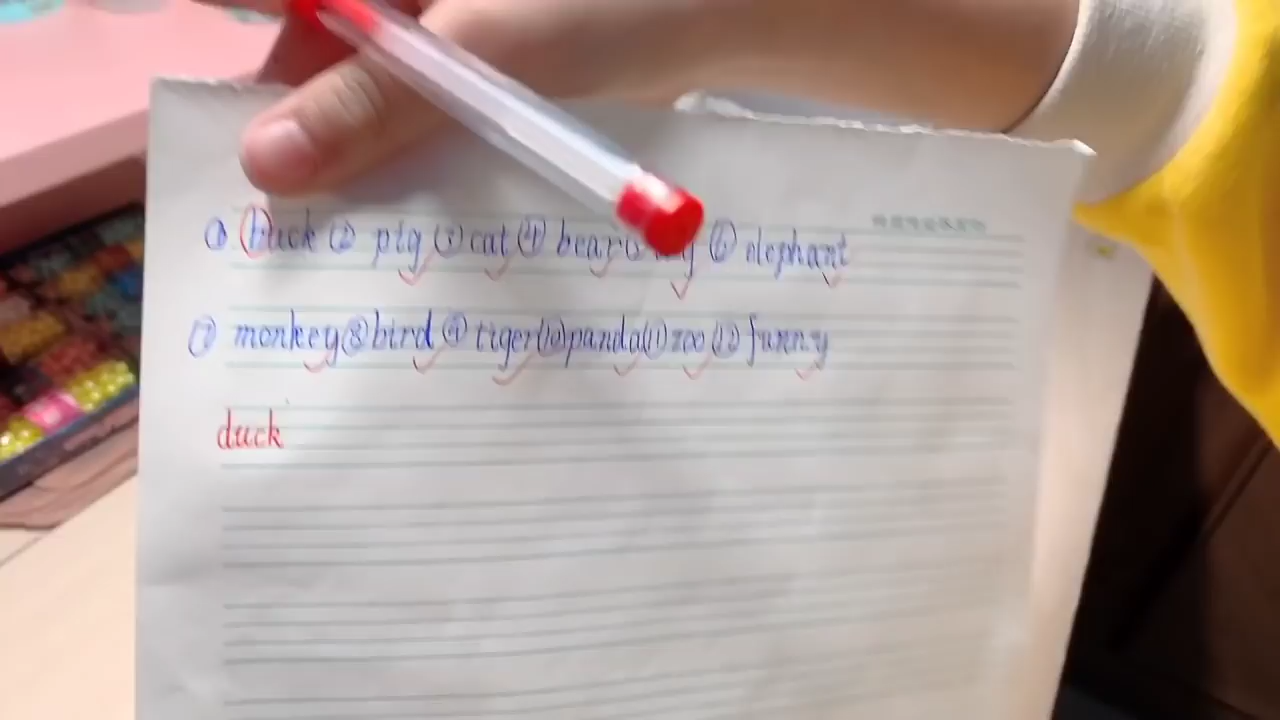 ① buck ② pig ③ cat ④ bear ⑥ elephant
⑦ monkey ⑧ bird ⑨ tiger ⑩ panda ⑪ zoo ⑫ funny
duck